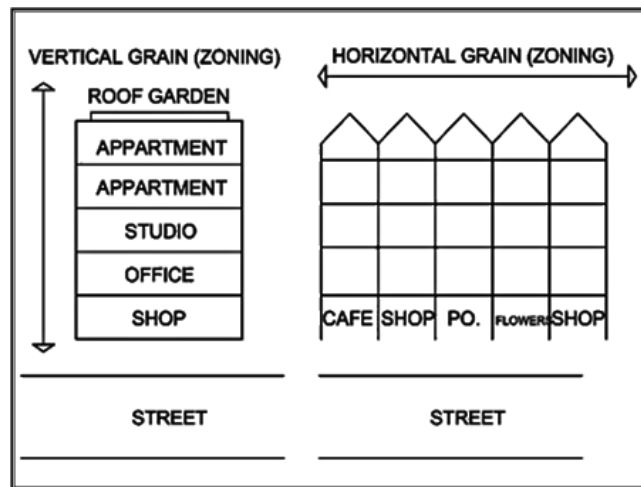 VERTICAL GRAIN (ZONING)
ROOF GARDEN
APPARTMENT
APPARTMENT
STUDIO
OFFICE
SHOP
STREET
HORIZONTAL GRAIN (ZONING)
CAFE SHOP PO. FLOWERS SHOP
STREET